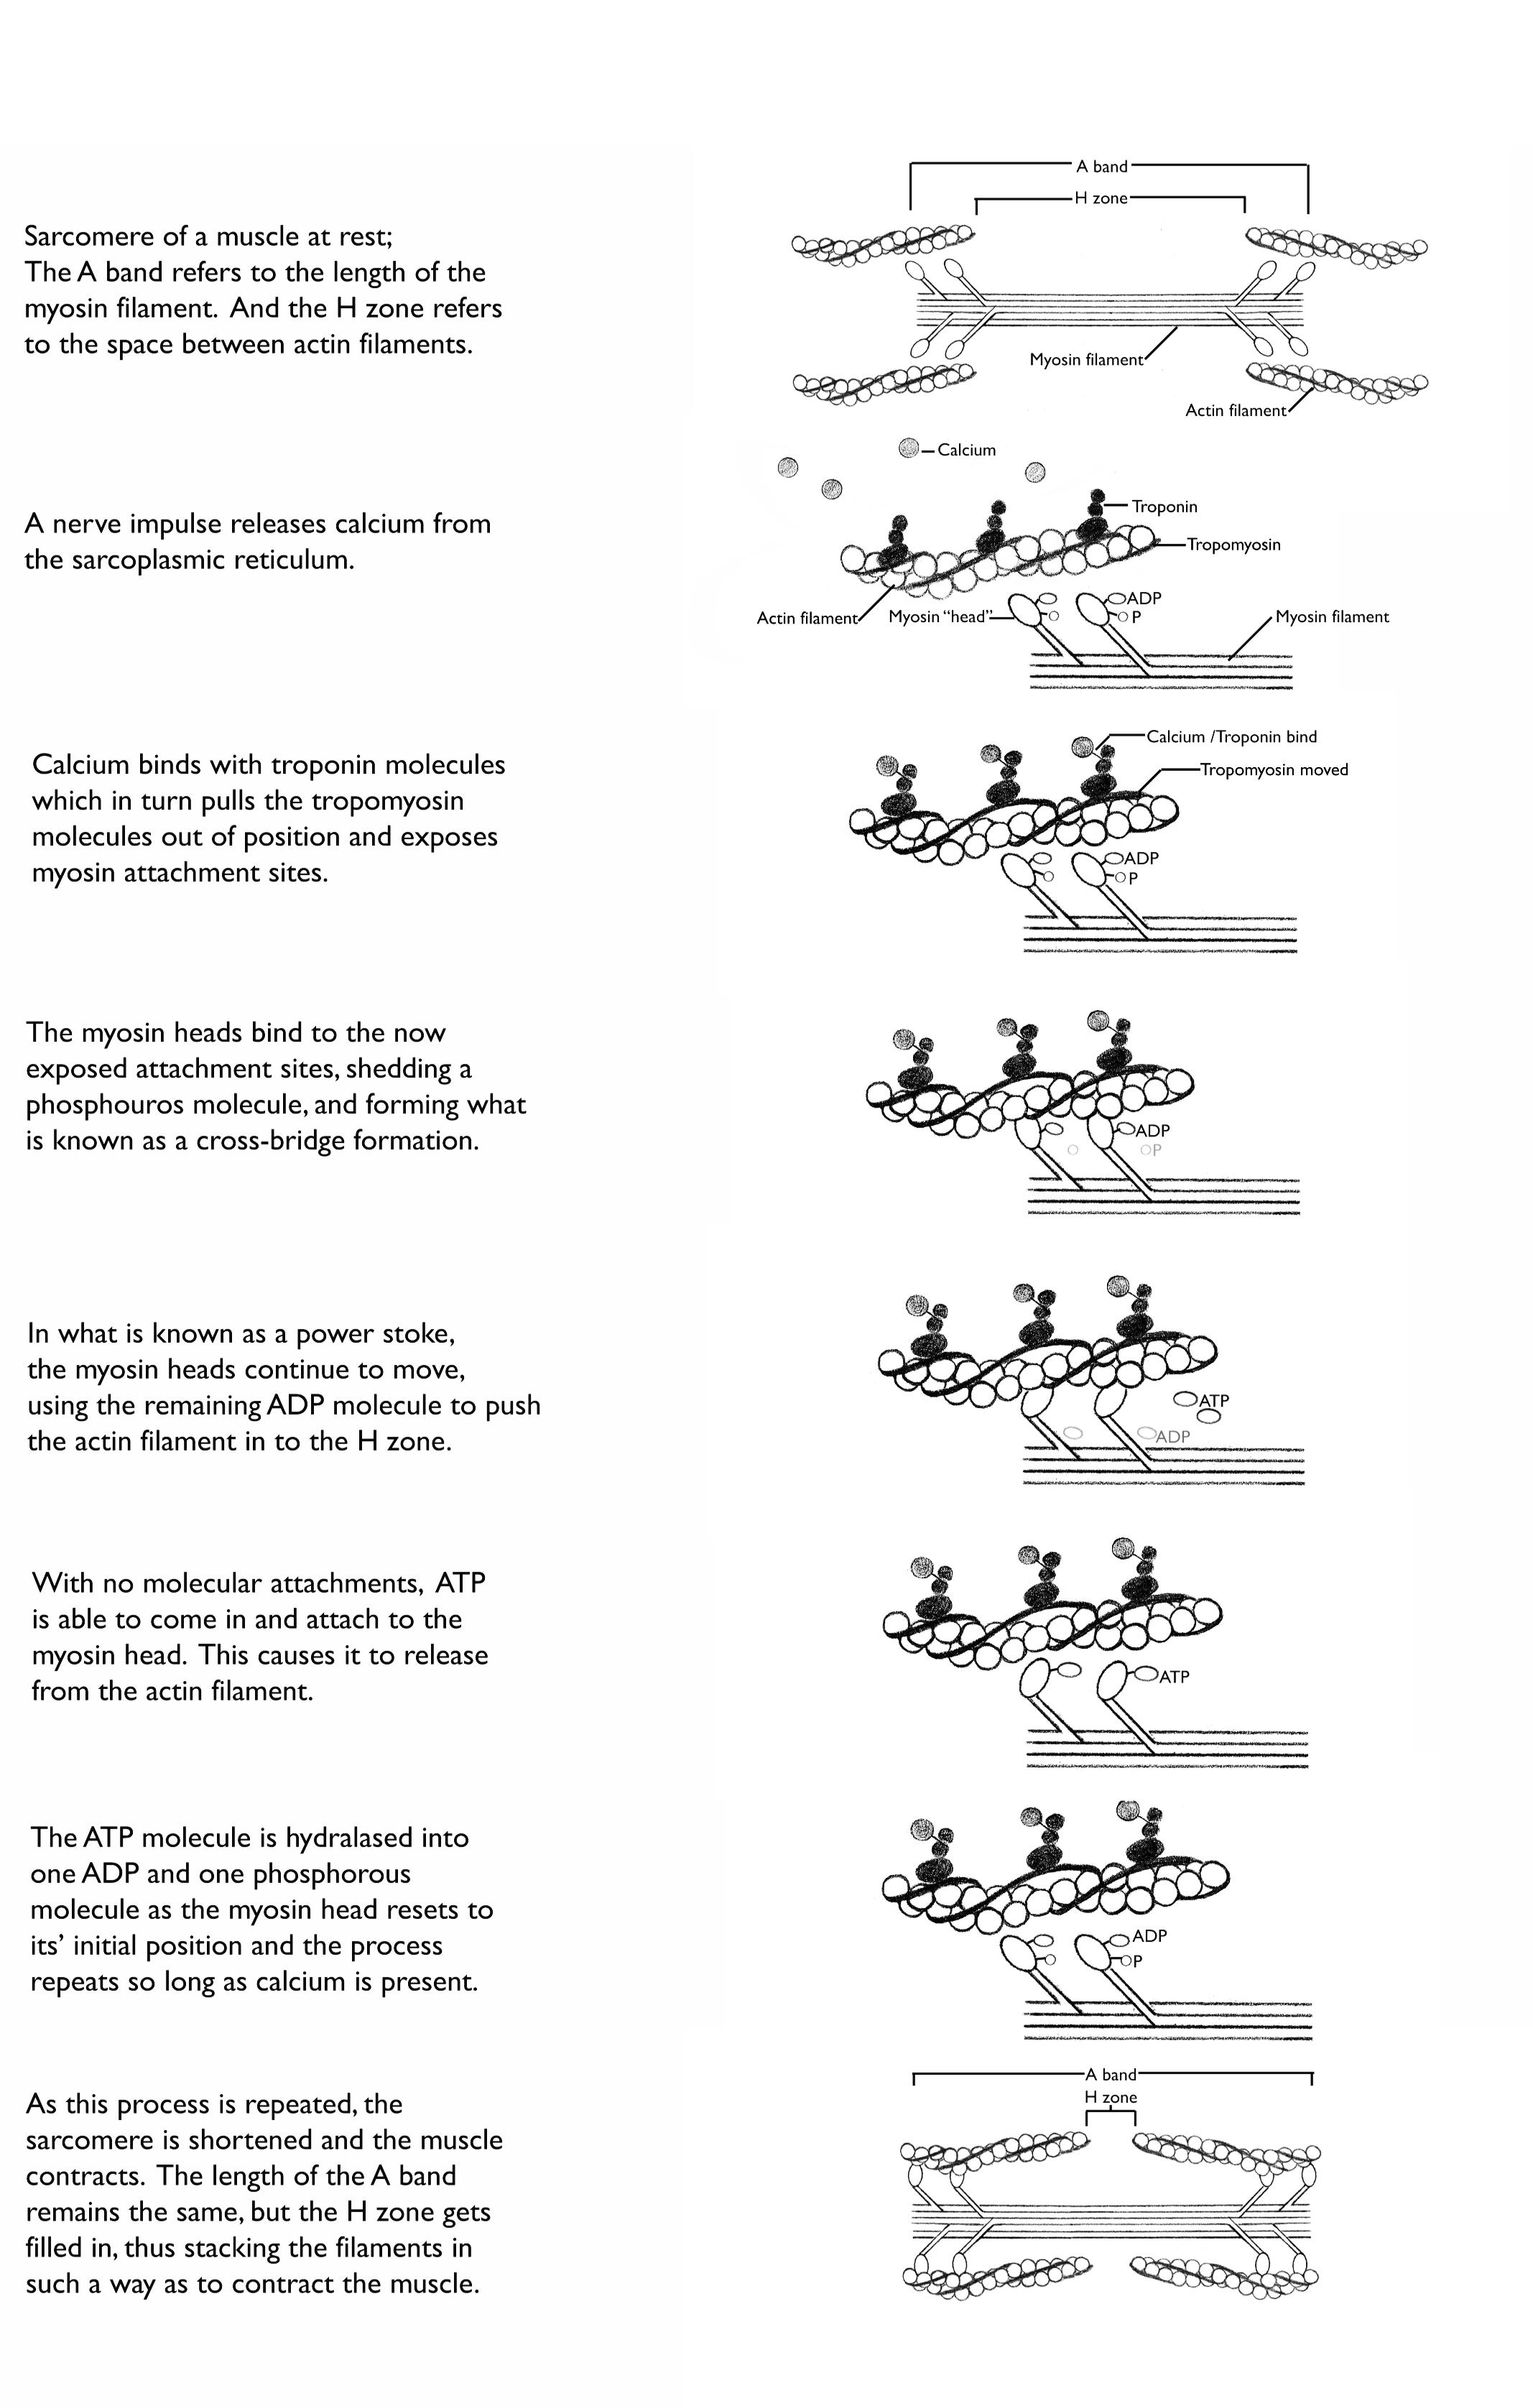 A band
H zone
Sarcomere of a muscle at rest;
The A band refers to the length of the
myosin filament. And the H zone refers
to the space between actin filaments.
Myosin filament
Actin filament
Calcium
Troponin
A nerve impulse releases calcium from
the sarcoplasmic reticulum.
Tropomyosin
Actin filament
Myosin “head”
ADP
P
Myosin filament
Calcium /Troponin bind
Tropomyosin moved
Calcium binds with troponin molecules
which in turn pulls the tropomyosin
molecules out of position and exposes
myosin attachment sites.
ADP
P
The myosin heads bind to the now
exposed attachment sites, shedding a
phosphouros molecule, and forming what
is known as a cross-bridge formation.
ADP
P
In what is known as a power stoke,
the myosin heads continue to move,
using the remaining ADP molecule to push
the actin filament in to the H zone.
ATP
ADP
With no molecular attachments, ATP
is able to come in and attach to the
myosin head. This causes it to release
from the actin filament.
ATP
The ATP molecule is hydralased into
one ADP and one phosphorous
molecule as the myosin head resets to
its’ initial position and the process
repeats so long as calcium is present.
ADP
P
A band
H zone
As this process is repeated, the
sarcomere is shortened and the muscle
contracts. The length of the A band
remains the same, but the H zone gets
filled in, thus stacking the filaments in
such a way as to contract the muscle.